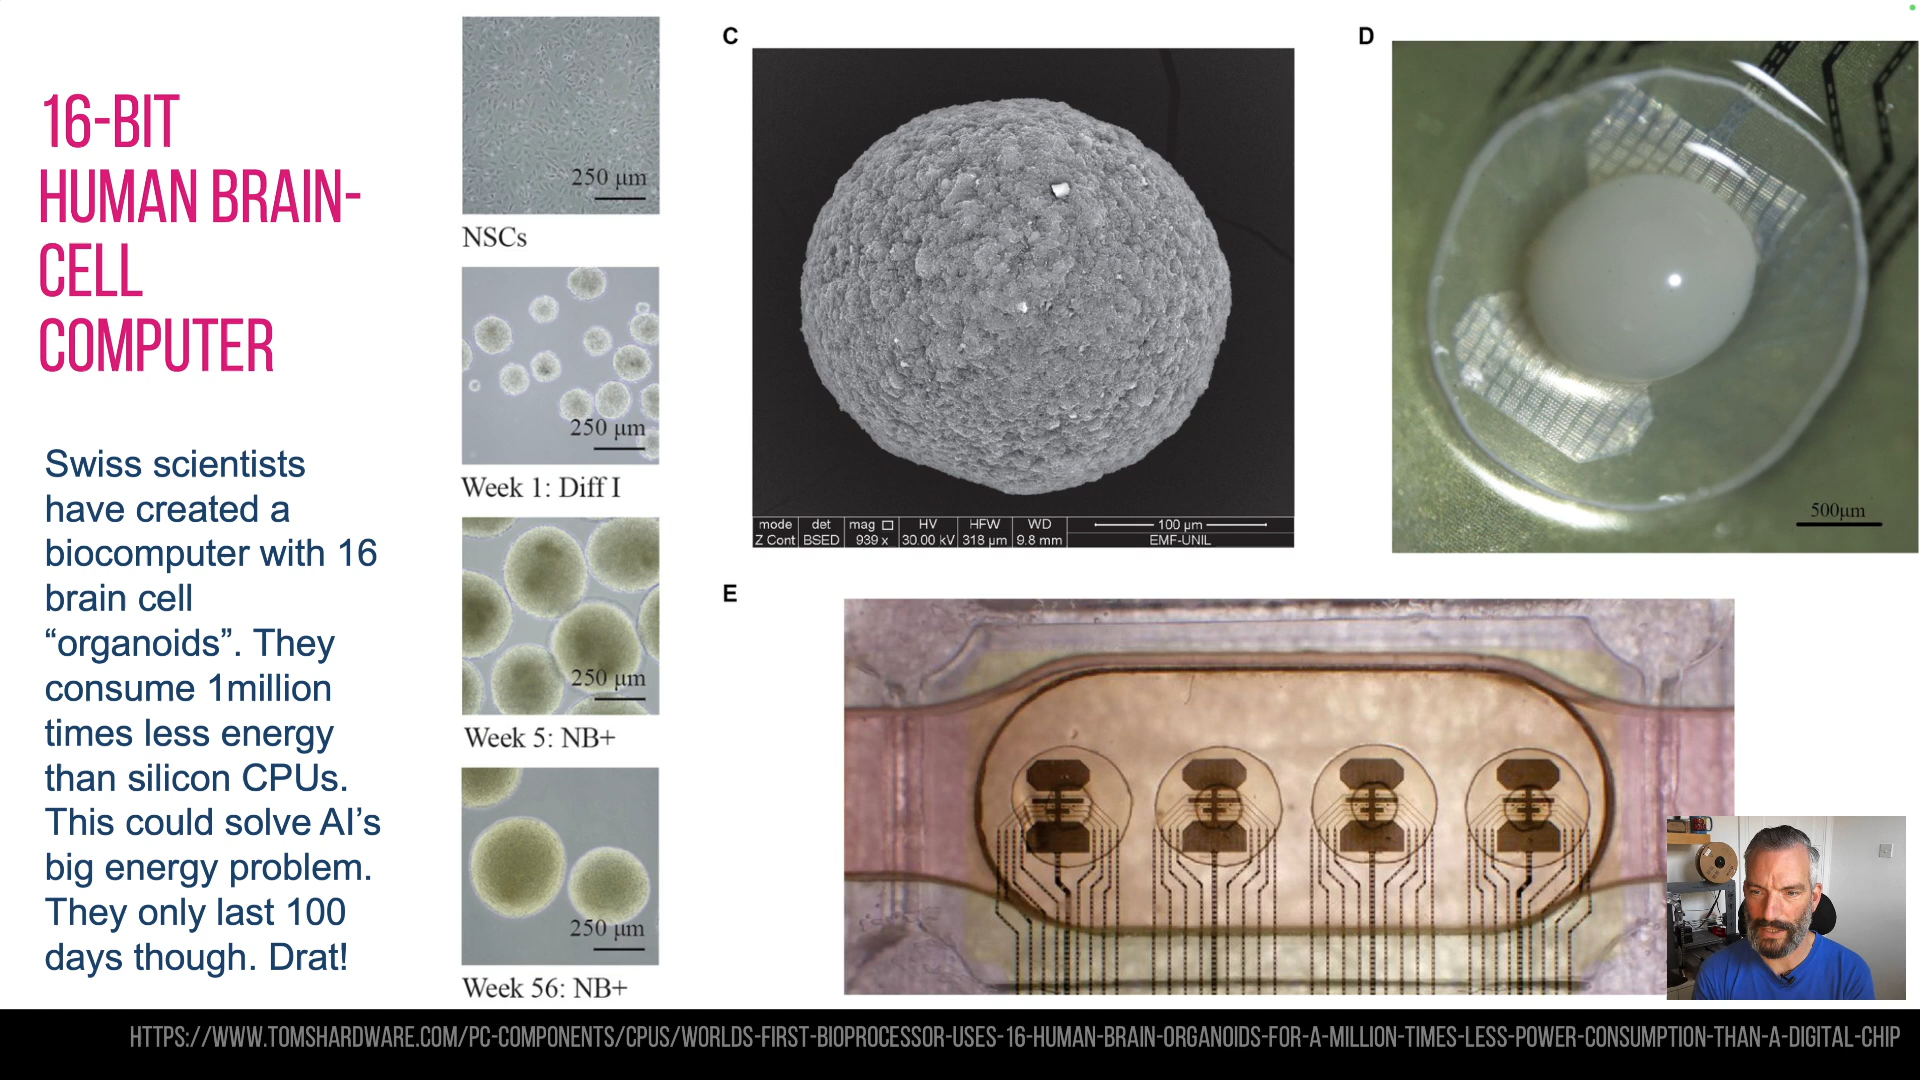 16-BIT
HUMAN BRAIN-
CELL
COMPUTER
Swiss scientists
have created a
biocomputer with 16
brain cell
“organoids”. They
consume 1million
times less energy
than silicon CPUs.
This could solve AI’s
big energy problem.
They only last 100
days though. Drat!
250 µm
NSCs
250 µm
Week 1: Diff I
250 µm
Week 5: NB+
250 µm
Week 56: NB+
C
mode det mag HV HFW WD 100 µm
Z Cont BSED 939 x 30.00 kV 318 µm 9.8 mm EMF-UNIL
D
500µm
E
HTTPS://WWW.TOMSHARDWARE.COM/PC-COMPONENTS/CPUS/WORLDS-FIRST-BIOPROCESSOR-USES-16-HUMAN-BRAIN-ORGANOIDS-FOR-A-MILLION-TIMES-LESS-POWER-CONSUMPTION-THAN-A-DIGITAL-CHIP